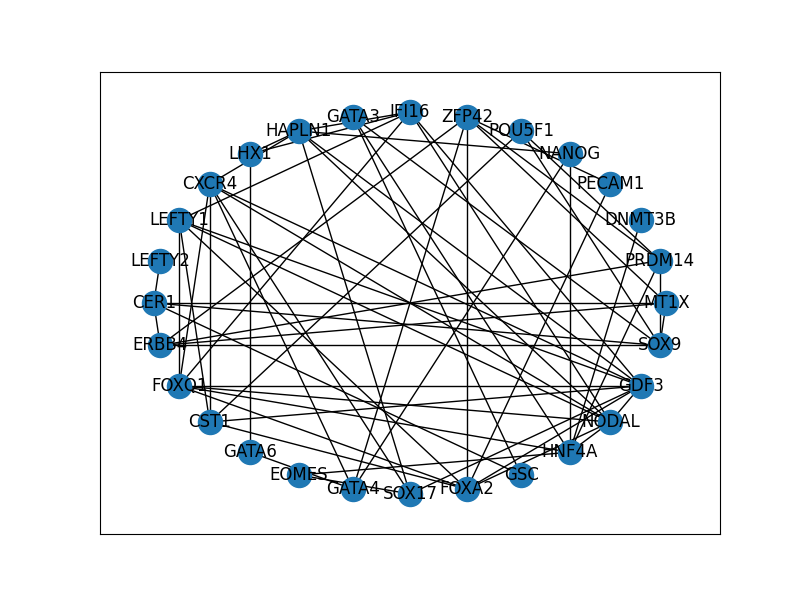 IFI16
GATA3
ZFP42
HAPLN1
POU5F1
LHX1
NANOG
CXCR4
PECAM1
LEFTY1
DNMT3B
LEFTY2
PRDM14
CER1
MT1X
ERBB4
SOX9
FOXQ1
GDF3
CST1
NODAL
GATA6
HNF4A
EOMES
GSC
GATA4
SOX17
FOXA2